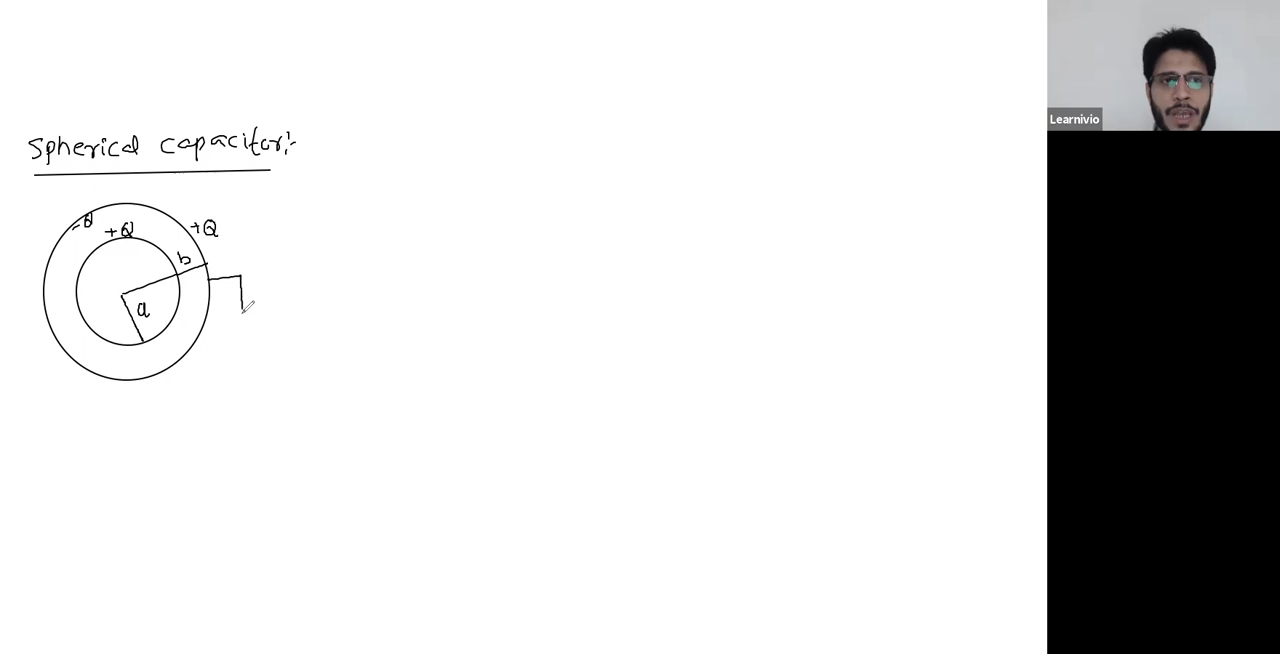 Spherical capacitor:-
-Q
+Q
+Q
b
a
Learnivio